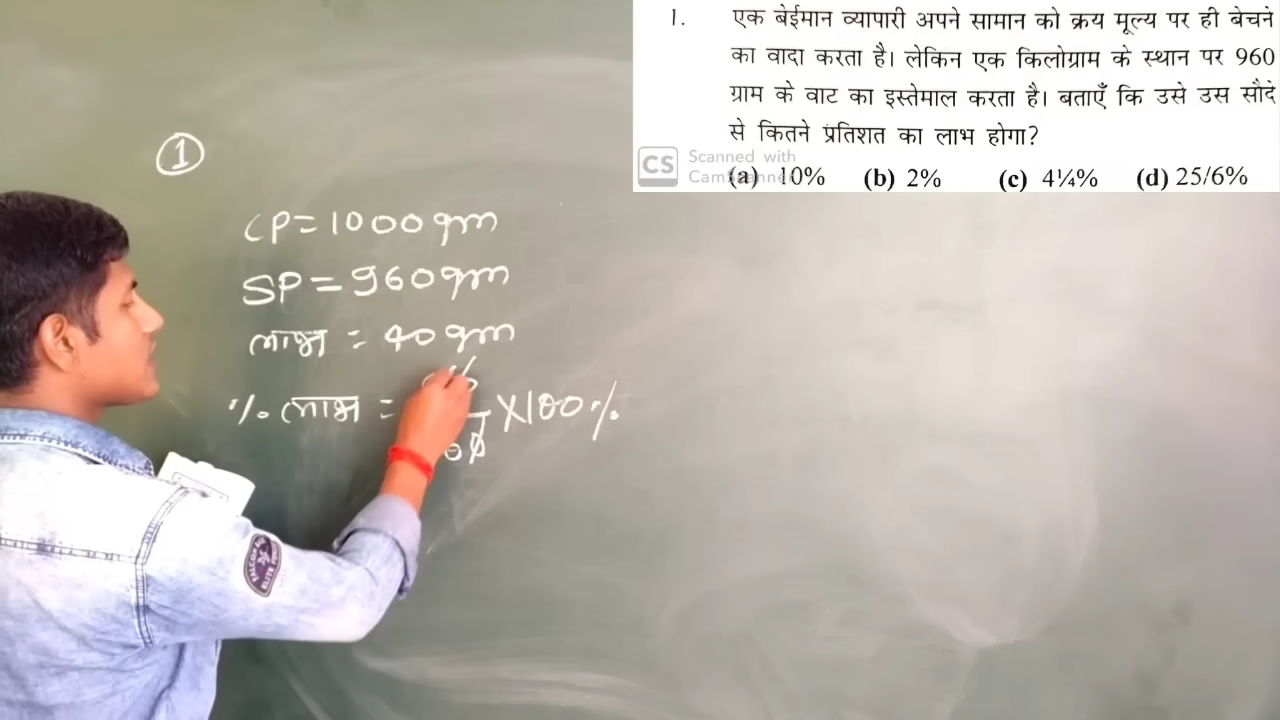 1. एक बेईमान व्यापारी अपने सामान को क्रय मूल्य पर ही बेचने
का वादा करता है। लेकिन एक किलोग्राम के स्थान पर 960
ग्राम के वाट का इस्तेमाल करता है। बताएँ कि उसे उस सौदे
से कितने प्रतिशत का लाभ होगा?
CS Scanned with
CamScanner
(a) 10% (b) 2% (c) 4¼% (d) 25/6%
1
CP = 1000 gm
SP = 960 gm
लाभ = 40 gm
% लाभ = × 100 %